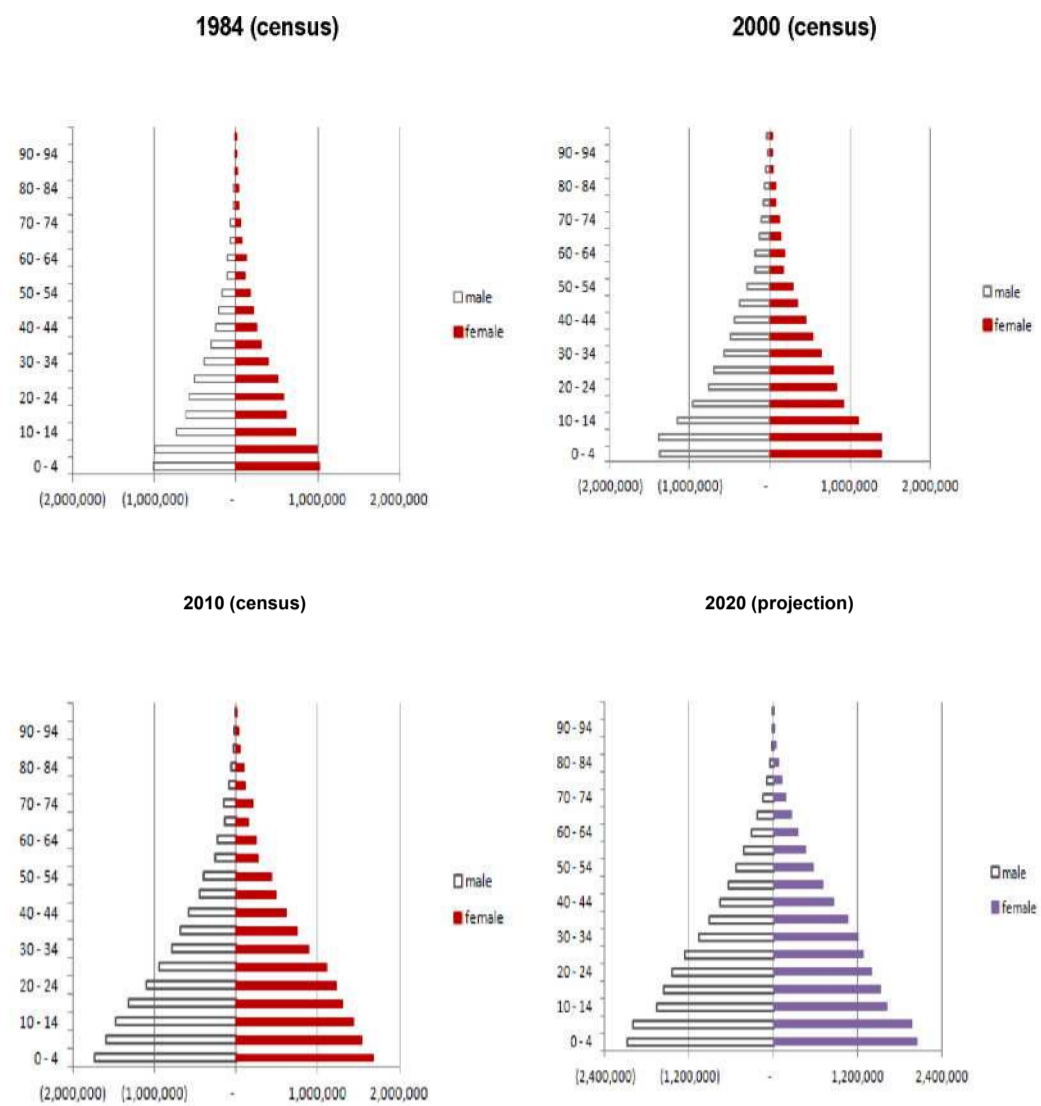 1984 (census)
90 - 94
80 - 84
70 - 74
60 - 64
50 - 54
40 - 44
30 - 34
20 - 24
10 - 14
0 - 4
(2,000,000) (1,000,000) - 1,000,000 2,000,000
male
female
2000 (census)
90 - 94
80 - 84
70 - 74
60 - 64
50 - 54
40 - 44
30 - 34
20 - 24
10 - 14
0 - 4
(2,000,000) (1,000,000) - 1,000,000 2,000,000
male
female
2010 (census)
90 - 94
80 - 84
70 - 74
60 - 64
50 - 54
40 - 44
30 - 34
20 - 24
10 - 14
0 - 4
(2,000,000) (1,000,000) - 1,000,000 2,000,000
male
female
2020 (projection)
90 - 94
80 - 84
70 - 74
60 - 64
50 - 54
40 - 44
30 - 34
20 - 24
10 - 14
0 - 4
(2,400,000) (1,200,000) - 1,200,000 2,400,000
male
female